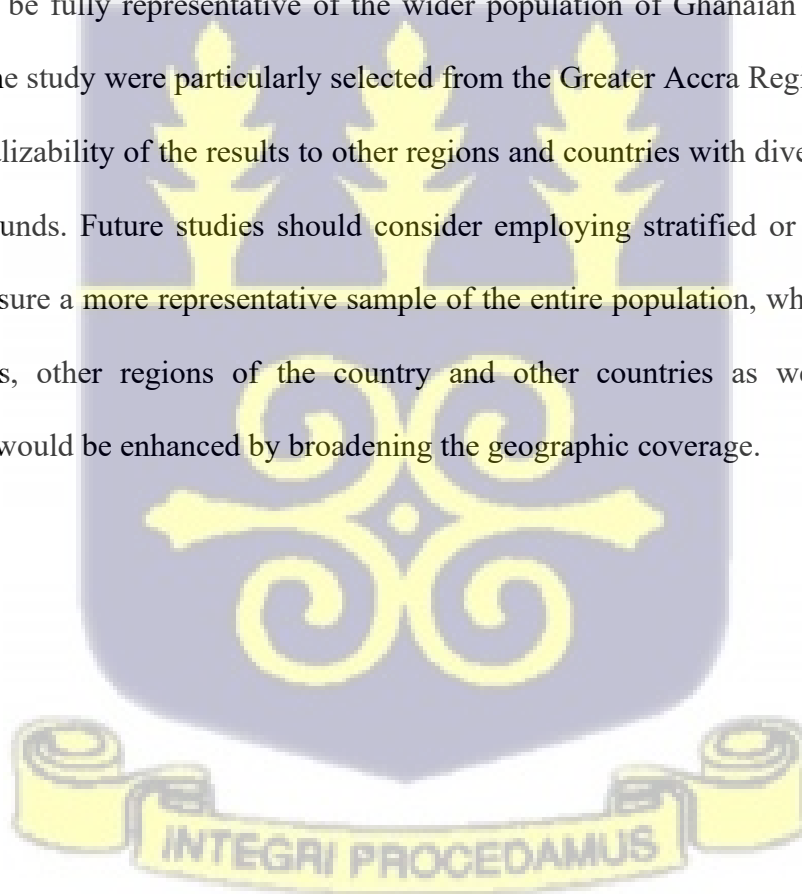 be fully representative of the wider population of Ghanaian
ne study were particularly selected from the Greater Accra Regi
lizability of the results to other regions and countries with dive
unds. Future studies should consider employing stratified or
sure a more representative sample of the entire population, wh
s, other regions of the country and other countries as we
would be enhanced by broadening the geographic coverage.
INTEGRI PROCEDAMUS